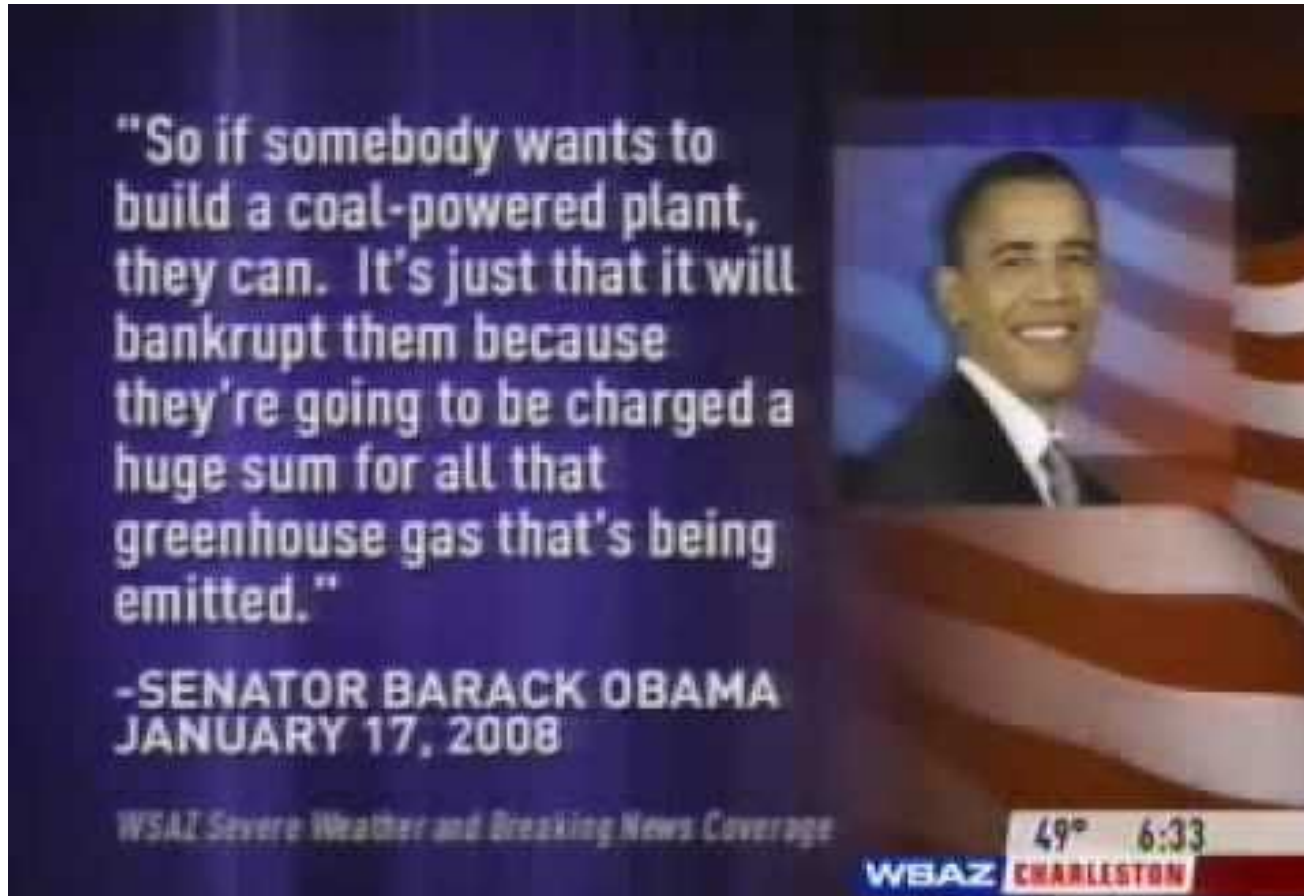 "So if somebody wants to
build a coal-powered plant,
they can. It's just that it will
bankrupt them because
they're going to be charged a
huge sum for all that
greenhouse gas that's being
emitted."
-SENATOR BARACK OBAMA
JANUARY 17, 2008
WSAZ Severe Weather and Breaking News Coverage
49° 6:33
WSAZ CHARLESTON